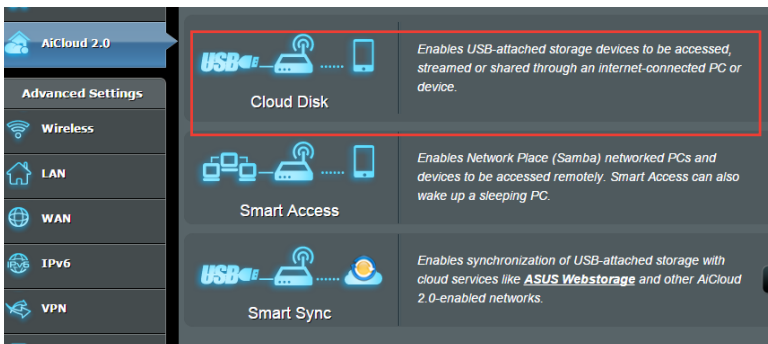 AiCloud 2.0
Advanced Settings
Wireless
LAN
WAN
IPv6
VPN
USB
Cloud Disk
Enables USB-attached storage devices to be accessed,
streamed or shared through an internet-connected PC or
device.
Smart Access
Enables Network Place (Samba) networked PCs and
devices to be accessed remotely. Smart Access can also
wake up a sleeping PC.
USB
Smart Sync
Enables synchronization of USB-attached storage with
cloud services like ASUS Webstorage and other AiCloud
2.0-enabled networks.